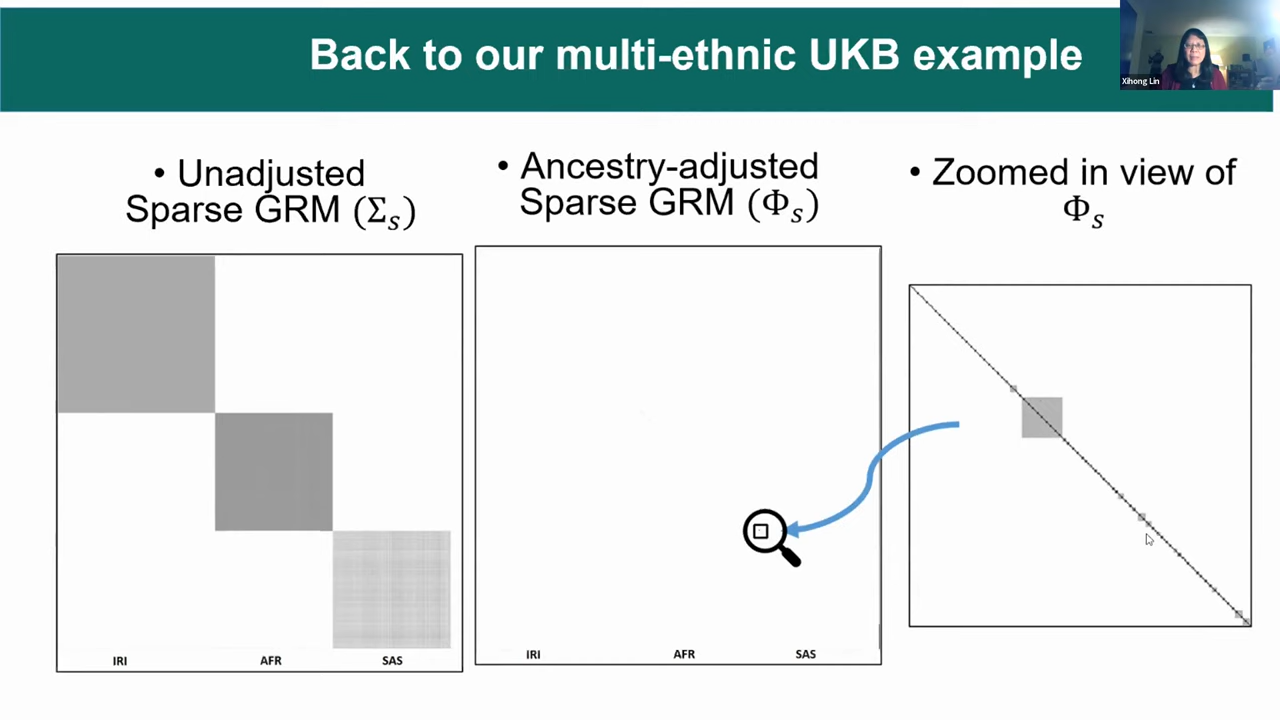 Back to our multi-ethnic UKB example
Xihong Lin
• Unadjusted
Sparse GRM (Σₛ)
• Ancestry-adjusted
Sparse GRM (Φₛ)
• Zoomed in view of
Φₛ
IRI AFR SAS
IRI AFR SAS